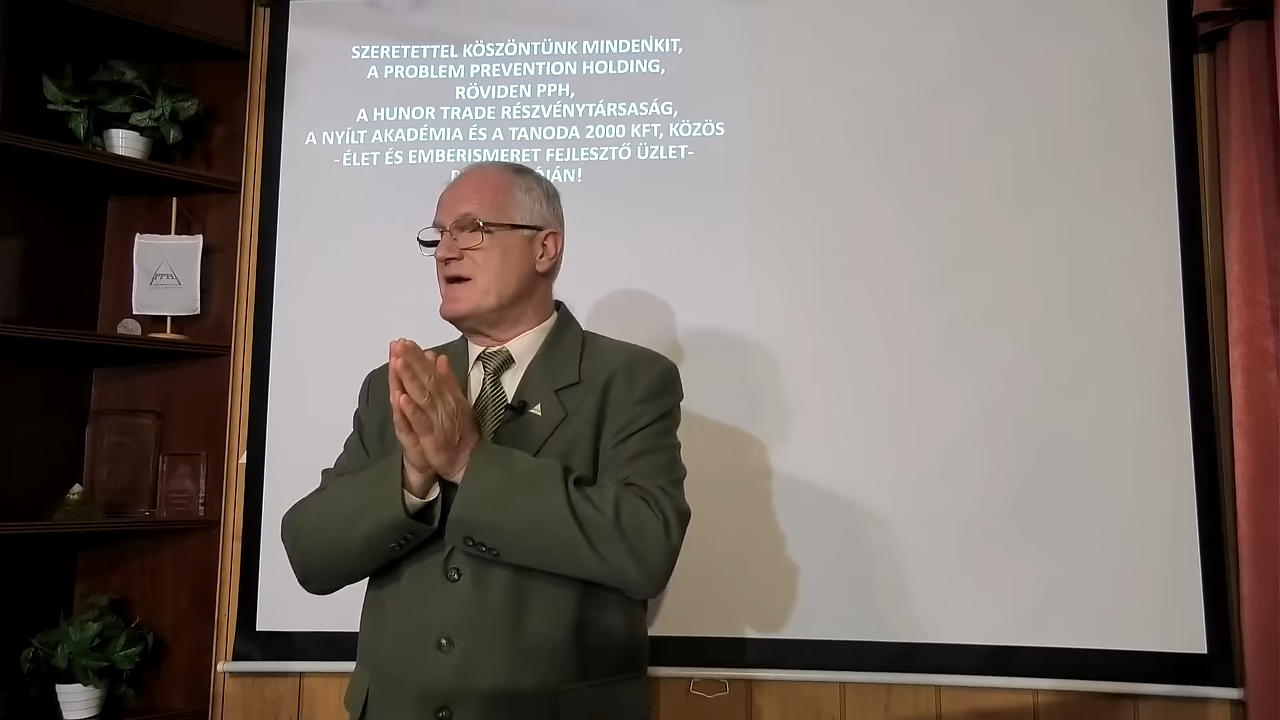 SZERETETTEL KÖSZÖNTÜNK MINDENKIT,
A PROBLEM PREVENTION HOLDING,
RÖVIDEN PPH,
A HUNOR TRADE RÉSZVÉNYTÁRSASÁG,
A NYÍLT AKADÉMIA ÉS A TANODA 2000 KFT, KÖZÖS
-ÉLET ÉS EMBERISMERET FEJLESZTŐ ÜZLET-
PPH